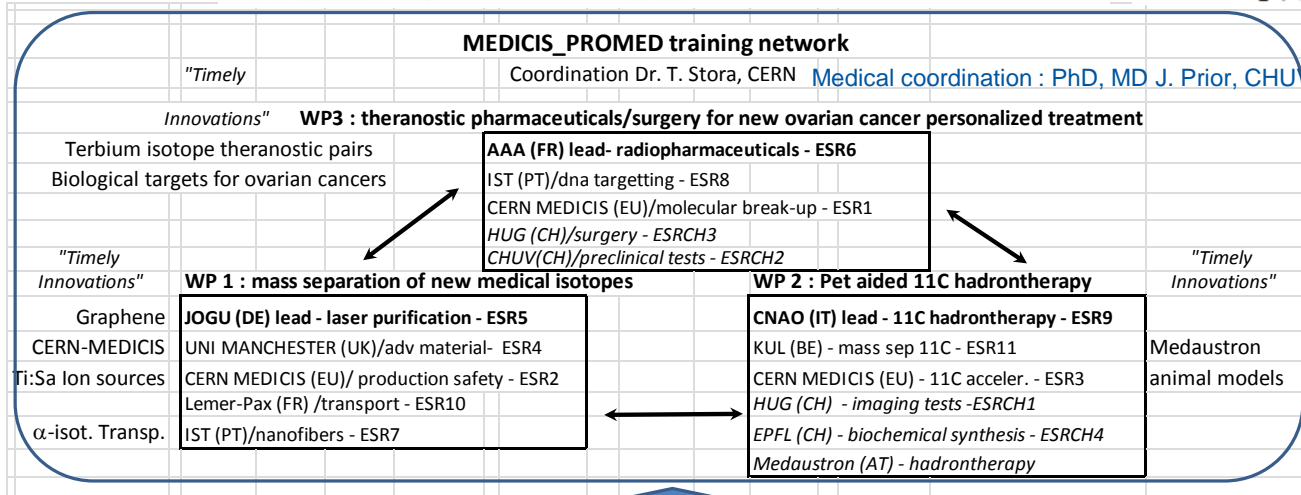 MEDICIS_PROMED training network
"Timely
Coordination Dr. T. Stora, CERN
Medical coordination : PhD, MD J. Prior, CHUV
Innovations"
WP3 : theranostic pharmaceuticals/surgery for new ovarian cancer personalized treatment
Terbium isotope theranostic pairs
Biological targets for ovarian cancers
AAA (FR) lead- radiopharmaceuticals - ESR6
IST (PT)/dna targetting - ESR8
CERN MEDICIS (EU)/molecular break-up - ESR1
HUG (CH)/surgery - ESRCH3
CHUV(CH)/preclinical tests - ESRCH2
"Timely
Innovations"
WP 1 : mass separation of new medical isotopes
Graphene
CERN-MEDICIS
Ti:Sa Ion sources
α-isot. Transp.
JOGU (DE) lead - laser purification - ESR5
UNI MANCHESTER (UK)/adv material- ESR4
CERN MEDICIS (EU)/ production safety - ESR2
Lemer-Pax (FR) /transport - ESR10
IST (PT)/nanofibers - ESR7
WP 2 : Pet aided 11C hadrontherapy
CNAO (IT) lead - 11C hadrontherapy - ESR9
KUL (BE) - mass sep 11C - ESR11
CERN MEDICIS (EU) - 11C acceler. - ESR3
HUG (CH) - imaging tests -ESRCH1
EPFL (CH) - biochemical synthesis - ESRCH4
Medaustron (AT) - hadrontherapy
"Timely
Innovations"
Medaustron
animal models